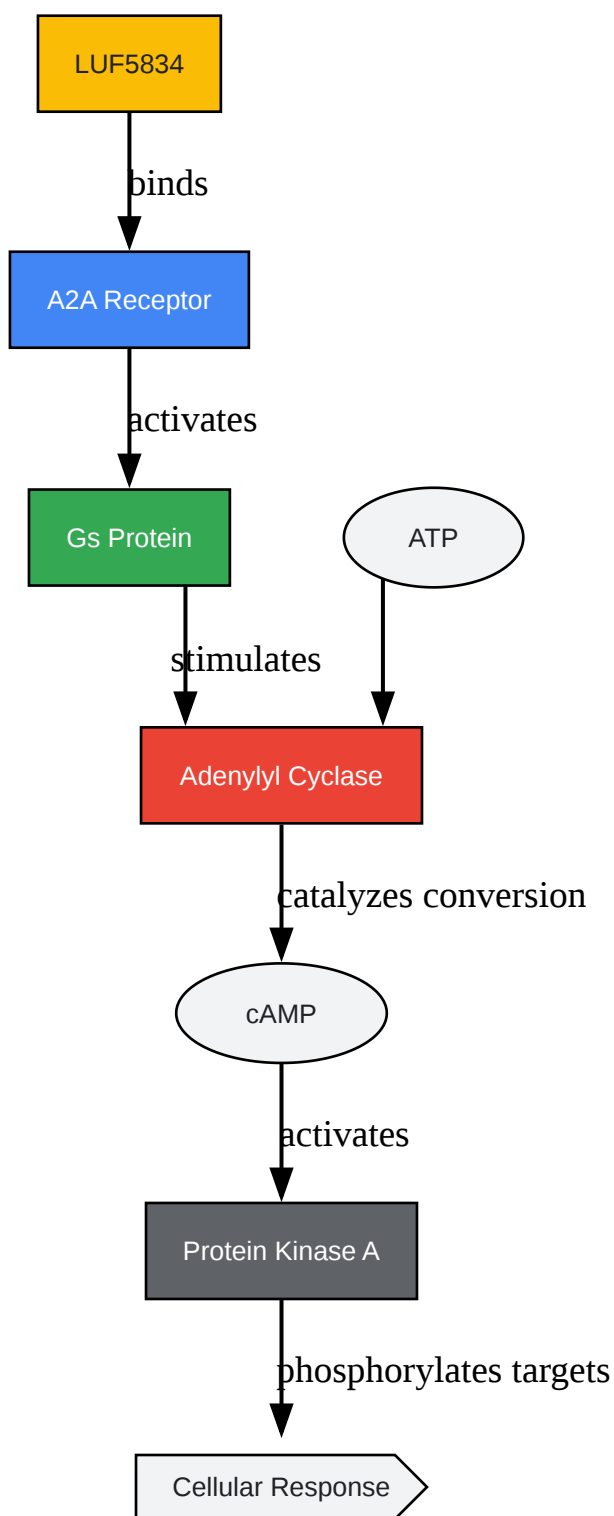 LUF5834
binds
A2A Receptor
activates
Gs Protein
ATP
stimulates
Adenylyl Cyclase
catalyzes conversion
cAMP
activates
Protein Kinase A
phosphorylates targets
Cellular Response